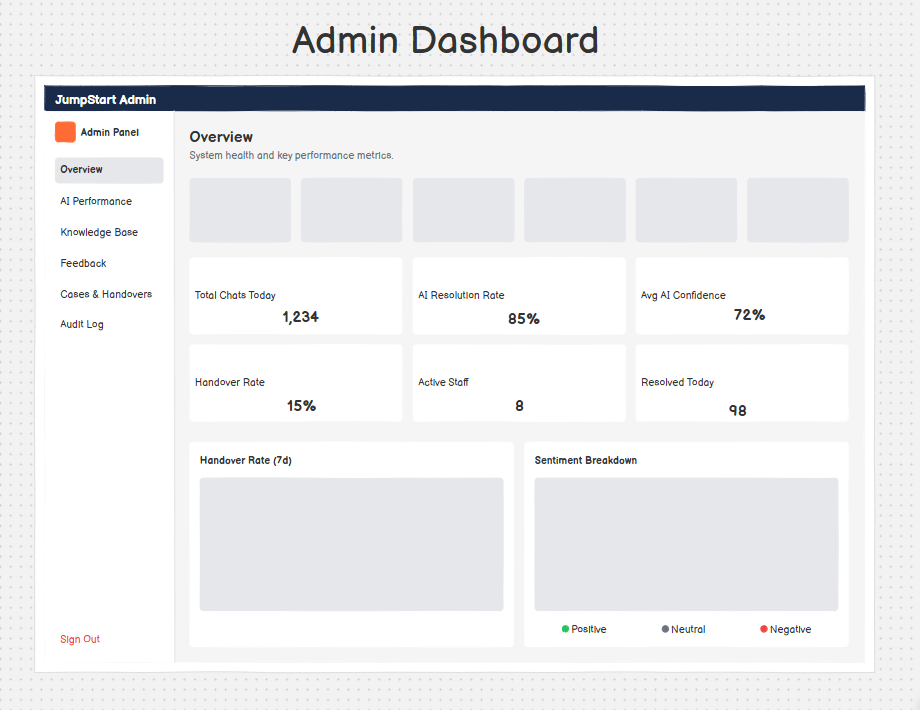 Admin Dashboard
JumpStart Admin
Admin Panel
Overview
AI Performance
Knowledge Base
Feedback
Cases & Handovers
Audit Log
Sign Out
Overview
System health and key performance metrics.
Total Chats Today
1,234
AI Resolution Rate
85%
Avg AI Confidence
72%
Handover Rate
15%
Active Staff
8
Resolved Today
98
Handover Rate (7d)
Sentiment Breakdown
Positive
Neutral
Negative